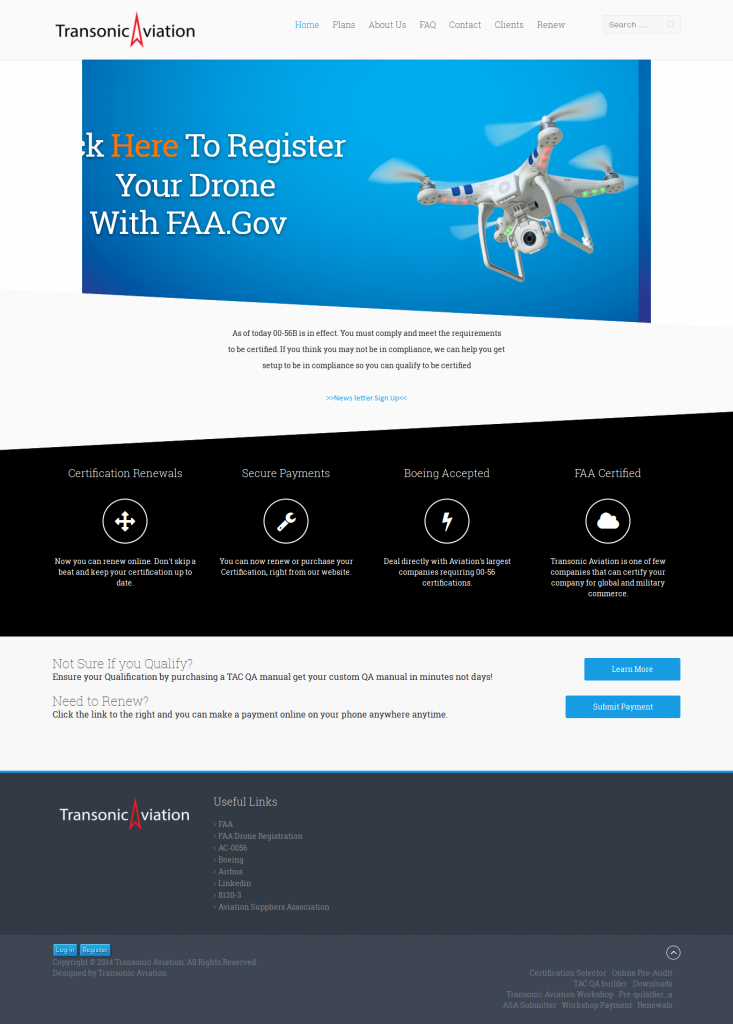 Transonic Aviation
Home Plans About Us FAQ Contact Clients Renew
Search ...
ck Here To Register
Your Drone
With FAA.Gov
As of today 00-56B is in effect. You must comply and meet the requirements
to be certified. If you think you may not be in compliance, we can help you get
setup to be in compliance so you can qualify to be certified
>>News letter Sign Up<<
Certification Renewals
Now you can renew online. Don't skip a
beat and keep your certification up to
date.
Secure Payments
You can now renew or purchase your
Certification, right from our website.
Boeing Accepted
Deal directly with Aviation's largest
companies requiring 00-56
certifications.
FAA Certified
Transonic Aviation is one of few
companies that can certify your
company for global and military
commerce.
Not Sure If you Qualify?
Ensure your Qualification by purchasing a TAC QA manual get your custom QA manual in minutes not days!
Learn More
Need to Renew?
Click the link to the right and you can make a payment online on your phone anywhere anytime.
Submit Payment
Transonic Aviation
Useful Links
› FAA
› FAA Drone Registration
› AC-0056
› Boeing
› Airbus
› Linkedin
› 8130-3
› Aviation Suppliers Association
Log in Register
Copyright © 2014 Transonic Aviation. All Rights Reserved.
Designed by Transonic Aviation
Certification Selector Online Pre-Audit
TAC QA builder Downloads
Transonic Aviation Workshop Pre-qulaifier_a
ASA Submitter Workshop Payment Renewals